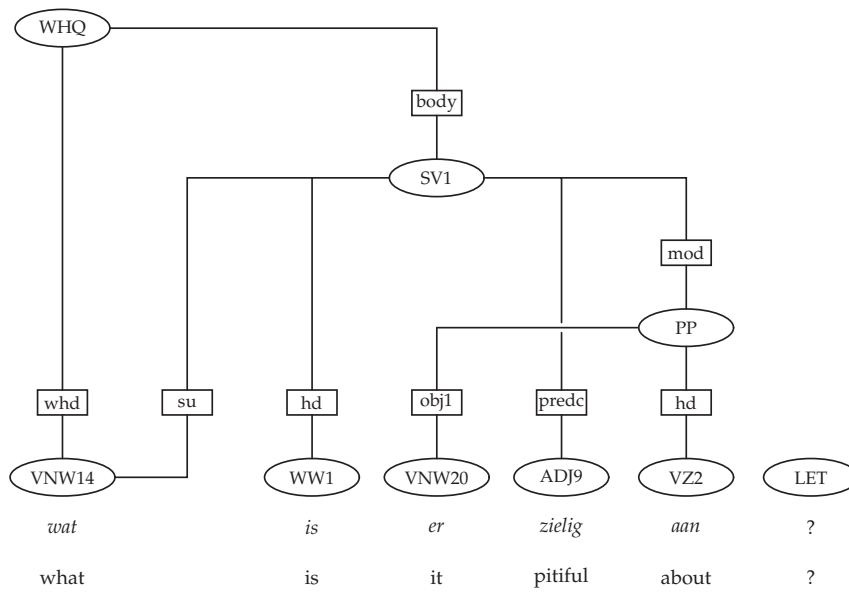 WHQ
body
SV1
mod
PP
whd su hd obj1 predc hd
VNW14 WW1 VNW20 ADJ9 VZ2 LET
wat is er zielig aan ?
what is it pitiful about ?